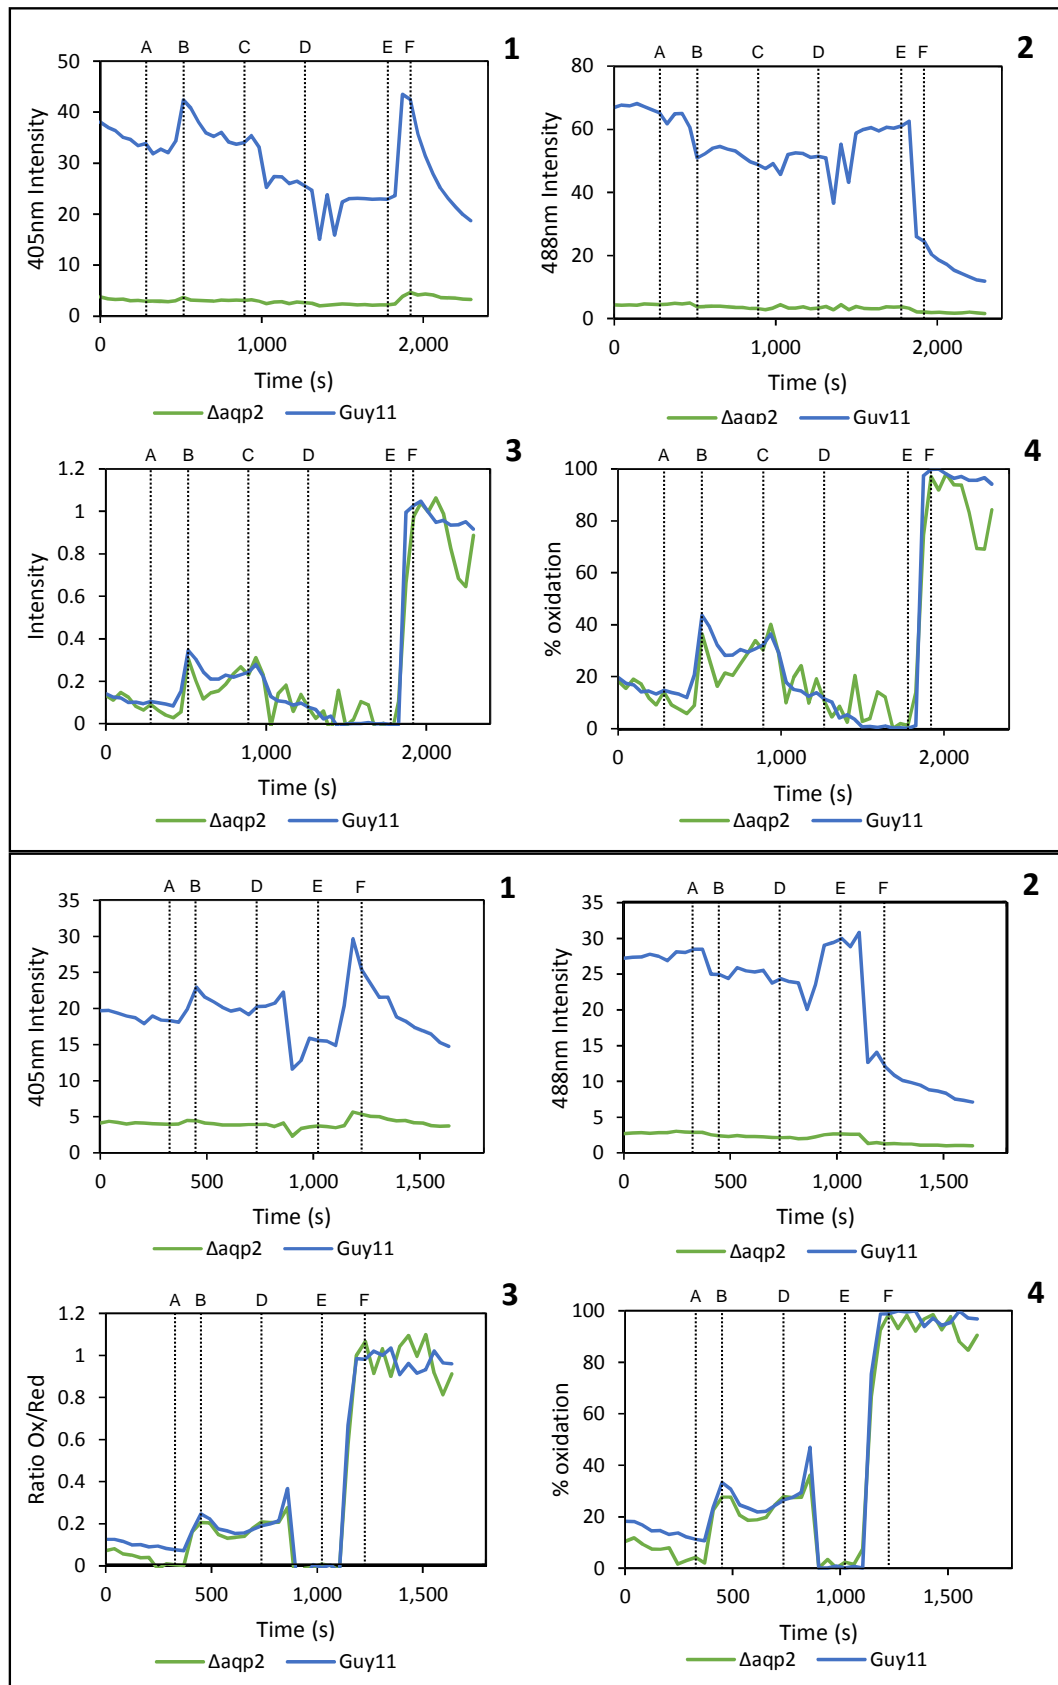 A B C D E F 1
50
40
30
20
10
0
405nm Intensity
0 1,000 2,000
Time (s)
Δaqp2 Guy11
A B C D E F 2
80
60
40
20
0
488nm Intensity
0 1,000 2,000
Time (s)
Δaqp2 Guy11
A B C D E F 3
1.2
1
0.8
0.6
0.4
0.2
0
Intensity
0 1,000 2,000
Time (s)
Δaqp2 Guy11
A B C D E F 4
100
80
60
40
20
0
% oxidation
0 1,000 2,000
Time (s)
Δaqp2 Guy11
A B D E F 1
35
30
25
20
15
10
5
0
405nm Intensity
0 500 1,000 1,500
Time (s)
Δaqp2 Guy11
A B D E F 2
35
30
25
20
15
10
5
0
488nm Intensity
0 500 1,000 1,500
Time (s)
Δaqp2 Guy11
A B D E F 3
1.2
1
0.8
0.6
0.4
0.2
0
Ratio Ox/Red
0 500 1,000 1,500
Time (s)
Δaqp2 Guy11
A B D E F 4
100
80
60
40
20
0
% oxidation
0 500 1,000 1,500
Time (s)
Δaqp2 Guy11